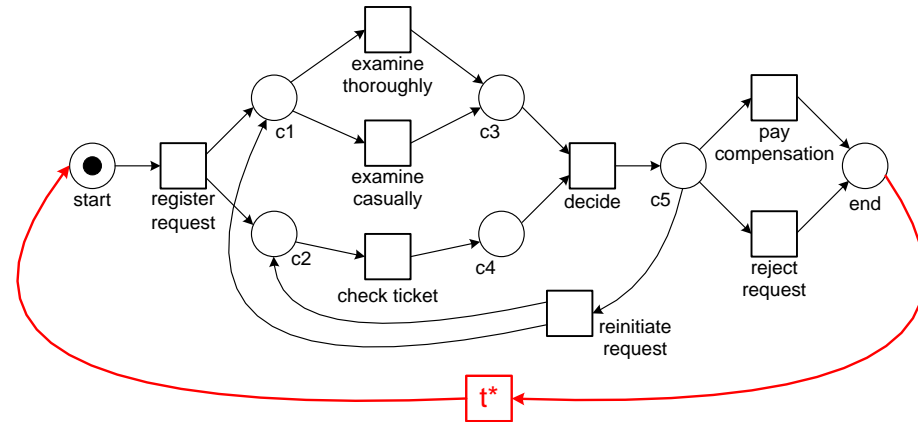 examine
thoroughly
c1
c3
pay
compensation
examine
casually
start
register
request
decide
c5
end
c2
c4
check ticket
reject
request
reinitiate
request
t*